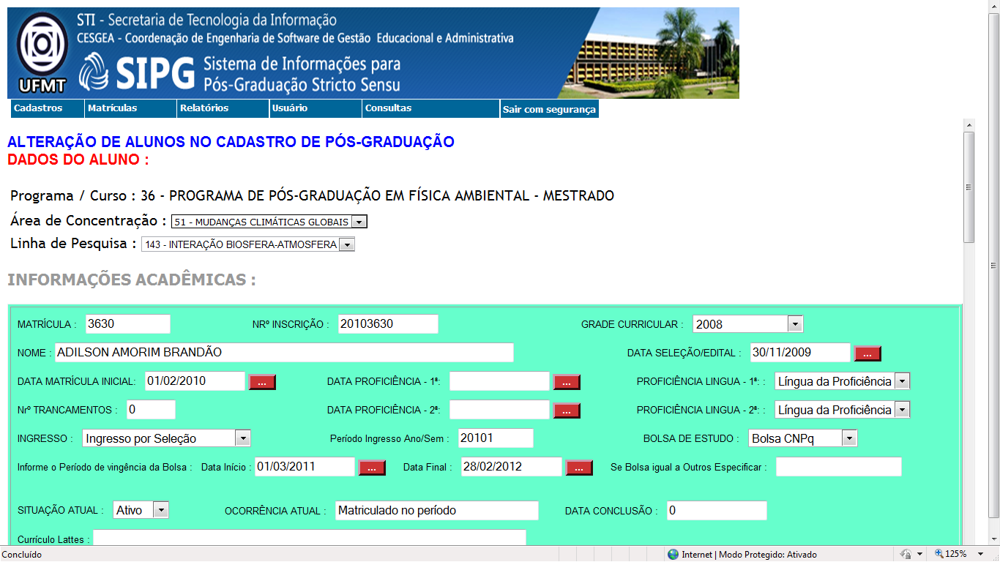 STI - Secretaria de Tecnologia da Informação
CESGEA - Coordenação de Engenharia de Software de Gestão Educacional e Administrativa
UFMT
SIPG Sistema de Informações para
Pós-Graduação Stricto Sensu
Cadastros Matrículas Relatórios Usuário Consultas Sair com segurança
ALTERAÇÃO DE ALUNOS NO CADASTRO DE PÓS-GRADUAÇÃO
DADOS DO ALUNO :
Programa / Curso : 36 - PROGRAMA DE PÓS-GRADUAÇÃO EM FÍSICA AMBIENTAL - MESTRADO
Área de Concentração : 51 - MUDANÇAS CLIMÁTICAS GLOBAIS
Linha de Pesquisa : 143 - INTERAÇÃO BIOSFERA-ATMOSFERA
INFORMAÇÕES ACADÊMICAS :
MATRÍCULA : 3630 NRº INSCRIÇÃO : 20103630 GRADE CURRICULAR : 2008
NOME : ADILSON AMORIM BRANDÃO DATA SELEÇÃO/EDITAL : 30/11/2009 ...
DATA MATRÍCULA INICIAL: 01/02/2010 ... DATA PROFICIÊNCIA - 1ª: ... PROFICIÊNCIA LINGUA - 1ª: : Língua da Proficiência
Nrº TRANCAMENTOS : 0 DATA PROFICIÊNCIA - 2ª: ... PROFICIÊNCIA LINGUA - 2ª: : Língua da Proficiência
INGRESSO : Ingresso por Seleção Período Ingresso Ano/Sem : 20101 BOLSA DE ESTUDO : Bolsa CNPq
Informe o Período de vingência da Bolsa : Data Início : 01/03/2011 ... Data Final : 28/02/2012 ... Se Bolsa igual a Outros Especificar :
SITUAÇÃO ATUAL : Ativo OCORRÊNCIA ATUAL : Matriculado no período DATA CONCLUSÃO : 0
Currículo Lattes :
Concluído Internet | Modo Protegido: Ativado 125%